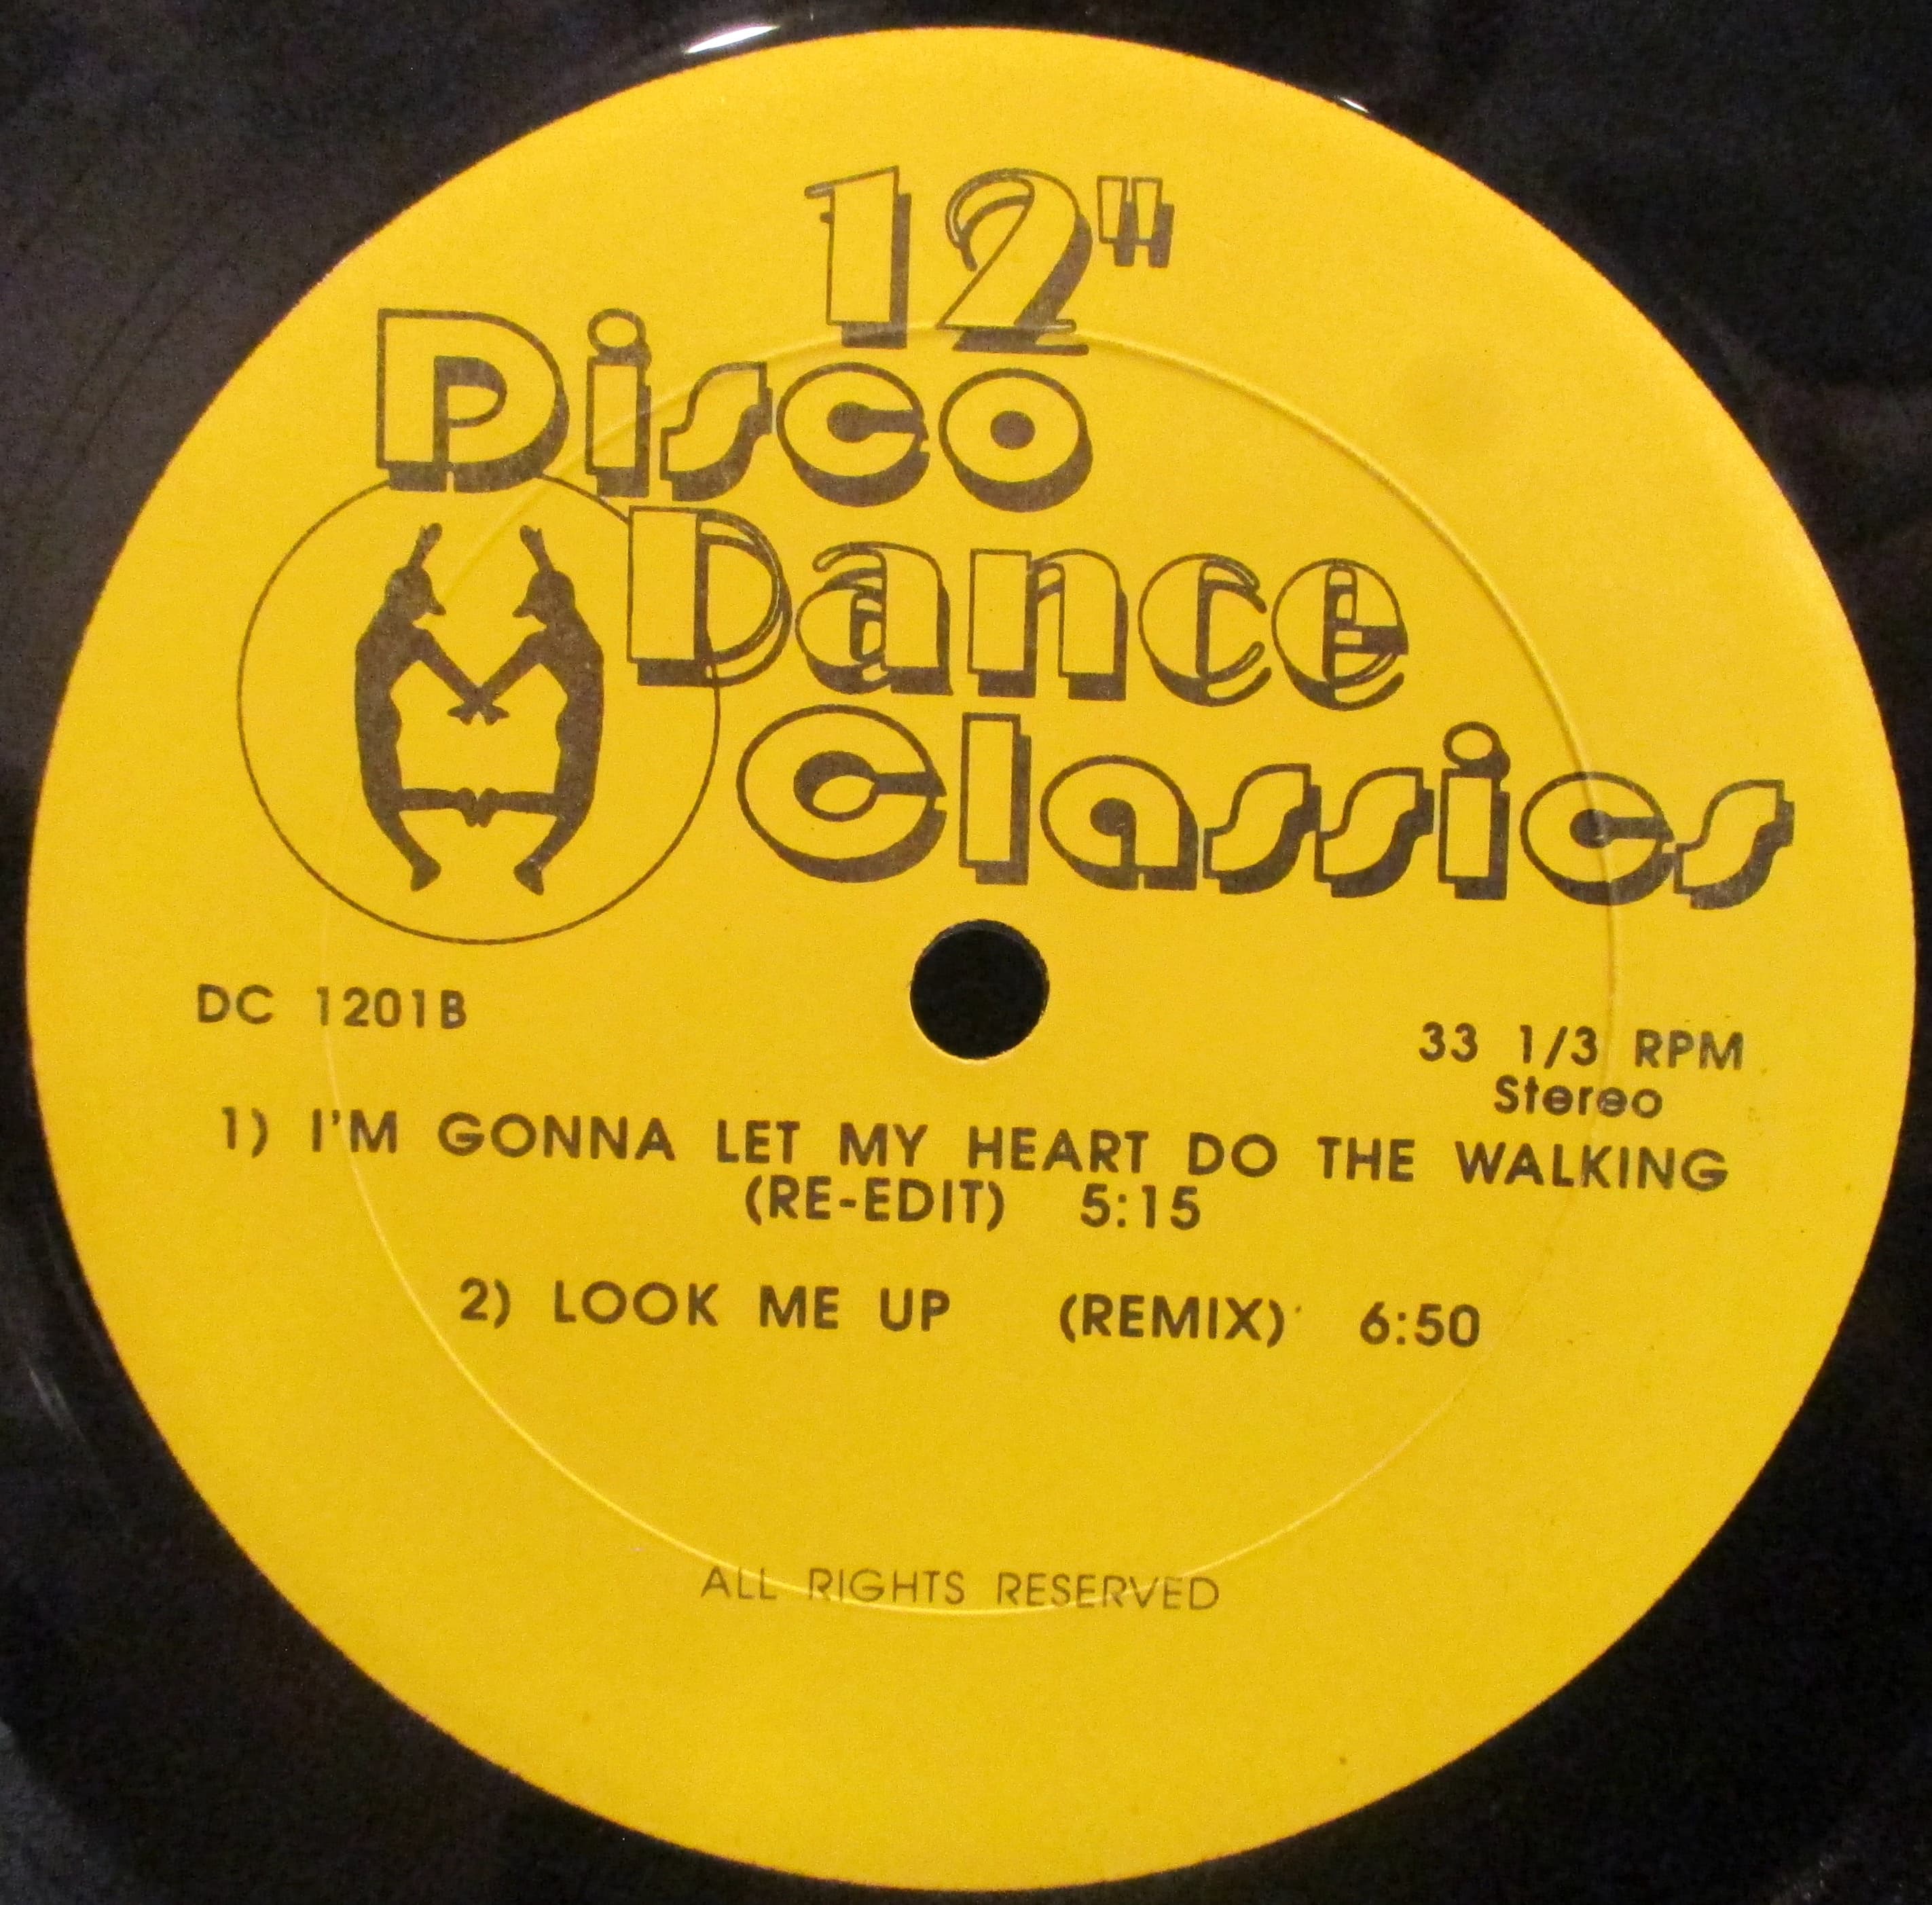 12"
Disco
Dance
Classics
DC 1201B
33 1/3 RPM
Stereo
1) I'M GONNA LET MY HEART DO THE WALKING
(RE-EDIT) 5:15
2) LOOK ME UP (REMIX) 6:50
ALL RIGHTS RESERVED